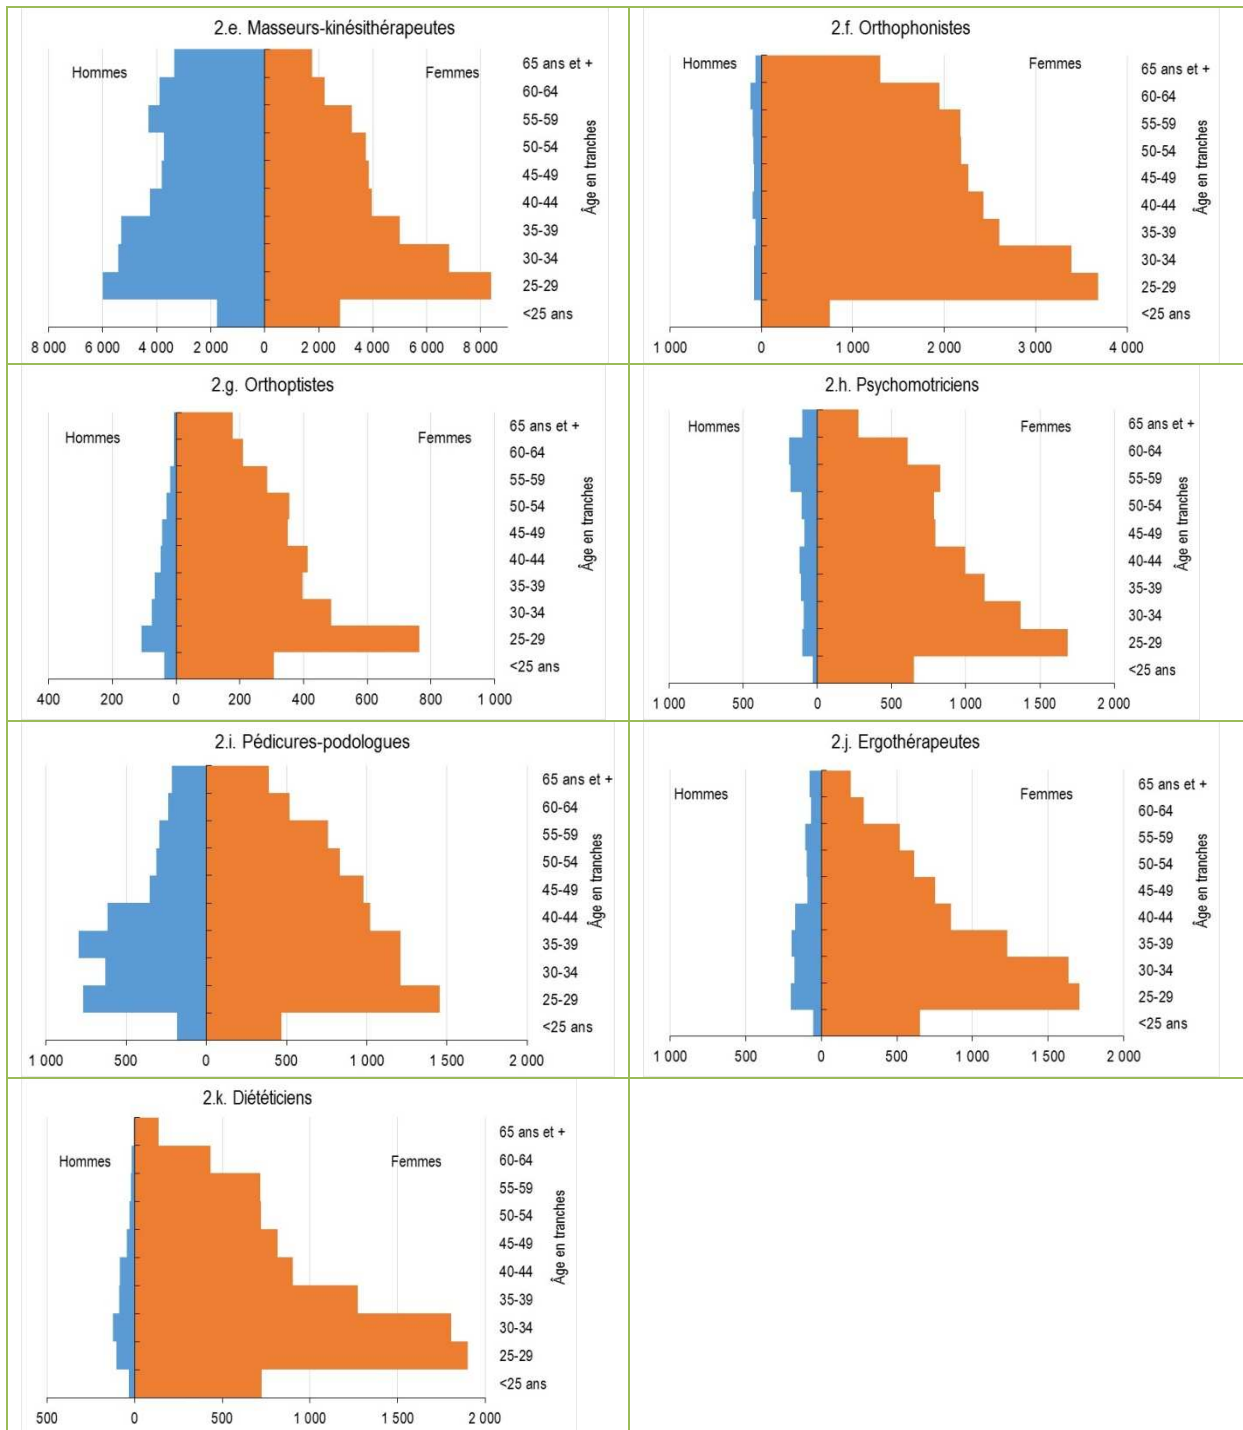 2.e. Masseurs-kinésithérapeutes
Hommes
Femmes
65 ans et +
60-64
55-59
50-54
45-49
40-44
35-39
30-34
25-29
<25 ans
Âge en tranches
8 000 6 000 4 000 2 000 0 2 000 4 000 6 000 8 000
2.f. Orthophonistes
Hommes
Femmes
65 ans et +
60-64
55-59
50-54
45-49
40-44
35-39
30-34
25-29
<25 ans
Âge en tranches
1 000 0 1 000 2 000 3 000 4 000
2.g. Orthoptistes
Hommes
Femmes
65 ans et +
60-64
55-59
50-54
45-49
40-44
35-39
30-34
25-29
<25 ans
Âge en tranches
400 200 0 200 400 600 800 1 000
2.h. Psychomotriciens
Hommes
Femmes
65 ans et +
60-64
55-59
50-54
45-49
40-44
35-39
30-34
25-29
<25 ans
Âge en tranches
1 000 500 0 500 1 000 1 500 2 000
2.i. Pédicures-podologues
65 ans et +
60-64
55-59
50-54
45-49
40-44
35-39
30-34
25-29
<25 ans
Âge en tranches
1 000 500 0 500 1 000 1 500 2 000
2.j. Ergothérapeutes
Hommes
Femmes
65 ans et +
60-64
55-59
50-54
45-49
40-44
35-39
30-34
25-29
<25 ans
Âge en tranches
1 000 500 0 500 1 000 1 500 2 000
2.k. Diététiciens
Hommes
Femmes
65 ans et +
60-64
55-59
50-54
45-49
40-44
35-39
30-34
25-29
<25 ans
Âge en tranches
500 0 500 1 000 1 500 2 000